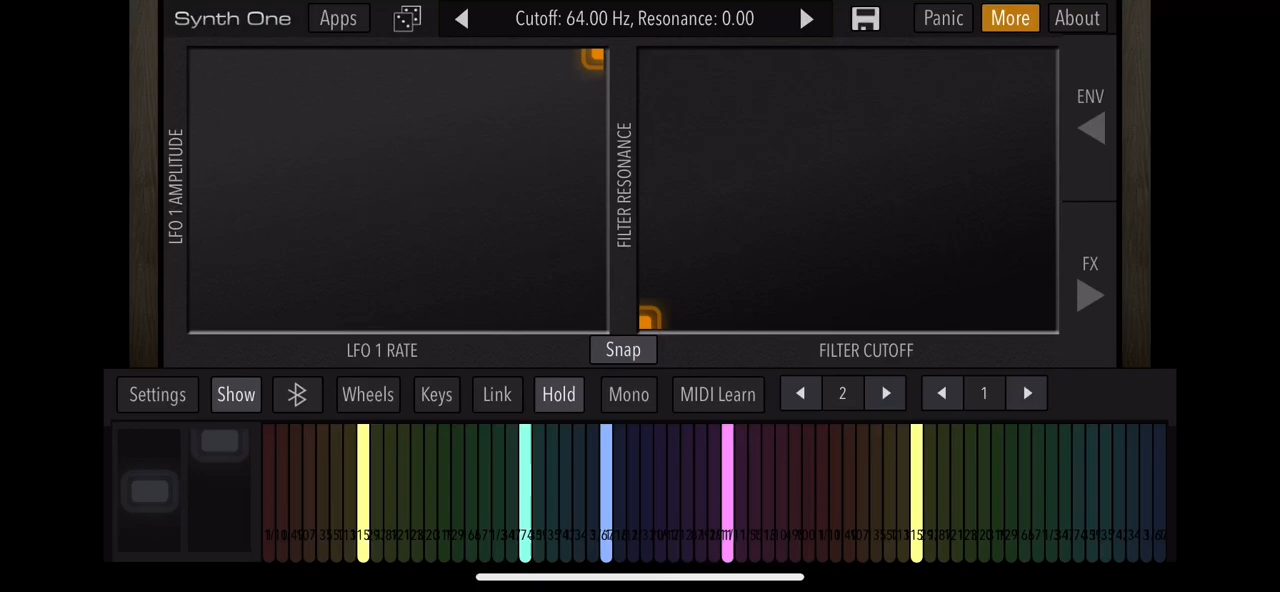 Synth One Apps Cutoff: 64.00 Hz, Resonance: 0.00 Panic More About
LFO 1 AMPLITUDE
FILTER RESONANCE
ENV
FX
LFO 1 RATE Snap FILTER CUTOFF
Settings Show Wheels Keys Link Hold Mono MIDI Learn 2 1